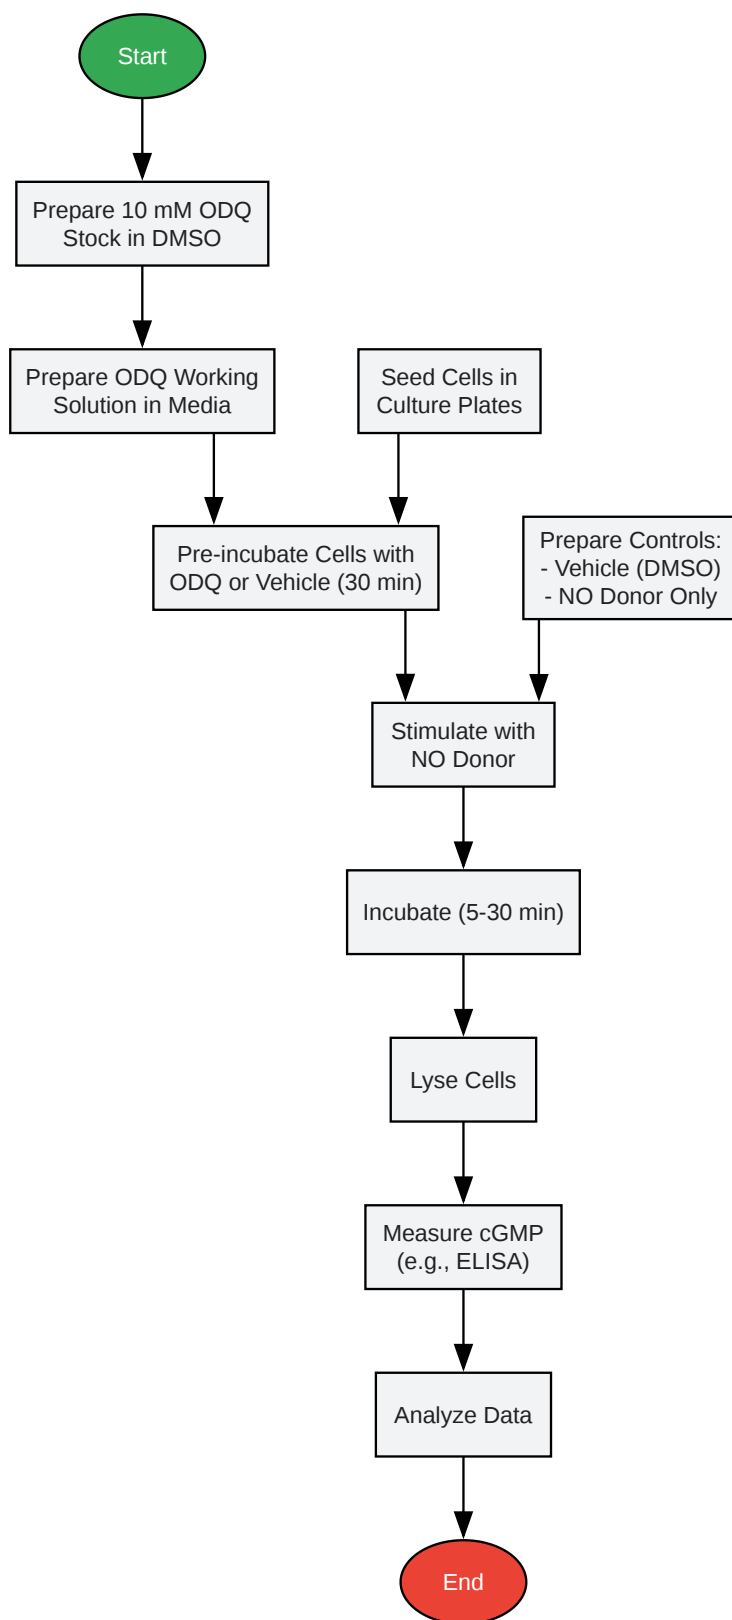 Start
Prepare 10 mM ODQ
Stock in DMSO
Prepare ODQ Working
Solution in Media
Seed Cells in
Culture Plates
Pre-incubate Cells with
ODQ or Vehicle (30 min)
Prepare Controls:
- Vehicle (DMSO)
- NO Donor Only
Stimulate with
NO Donor
Incubate (5-30 min)
Lyse Cells
Measure cGMP
(e.g., ELISA)
Analyze Data
End